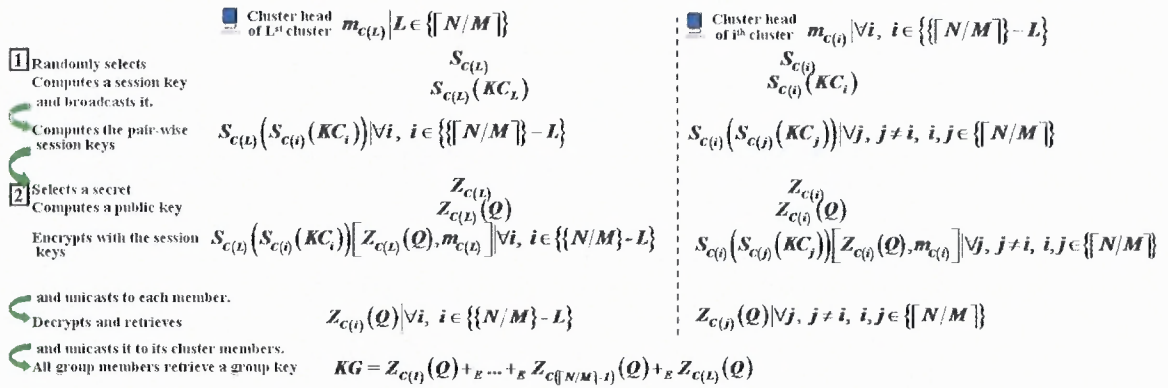 Cluster head of Lˢᵗ cluster m_C(L)|L∈{⌈N/M⌉}
Cluster head of iᵗʰ cluster m_C(i)|∀i, i∈{{⌈N/M⌉}-L}
1 Randomly selects S_C(L) S_C(i)
Computes a session key S_C(L)(KC_L) S_C(i)(KC_i)
and broadcasts it.
Computes the pair-wise session keys S_C(L)(S_C(i)(KC_i))|∀i, i∈{{⌈N/M⌉}-L} S_C(i)(S_C(j)(KC_j))|∀j, j≠i, i,j∈{⌈N/M⌉}
2 Selects a secret Z_C(L) Z_C(i)
Computes a public key Z_C(L)(Q) Z_C(i)(Q)
Encrypts with the session keys S_C(L)(S_C(i)(KC_i))[Z_C(L)(Q),m_C(L)]|∀i, i∈{{N/M}-L} S_C(i)(S_C(j)(KC_j))[Z_C(i)(Q),m_C(i)]|∀j, j≠i, i,j∈{⌈N/M⌉}
and unicasts to each member.
Decrypts and retrieves Z_C(i)(Q)|∀i, i∈{{N/M}-L} Z_C(j)(Q)|∀j, j≠i, i,j∈{⌈N/M⌉}
and unicasts it to its cluster members.
All group members retrieve a group key KG = Z_C(1)(Q)+_E ...+_E Z_C(⌈N/M⌉-1)(Q)+_E Z_C(L)(Q)